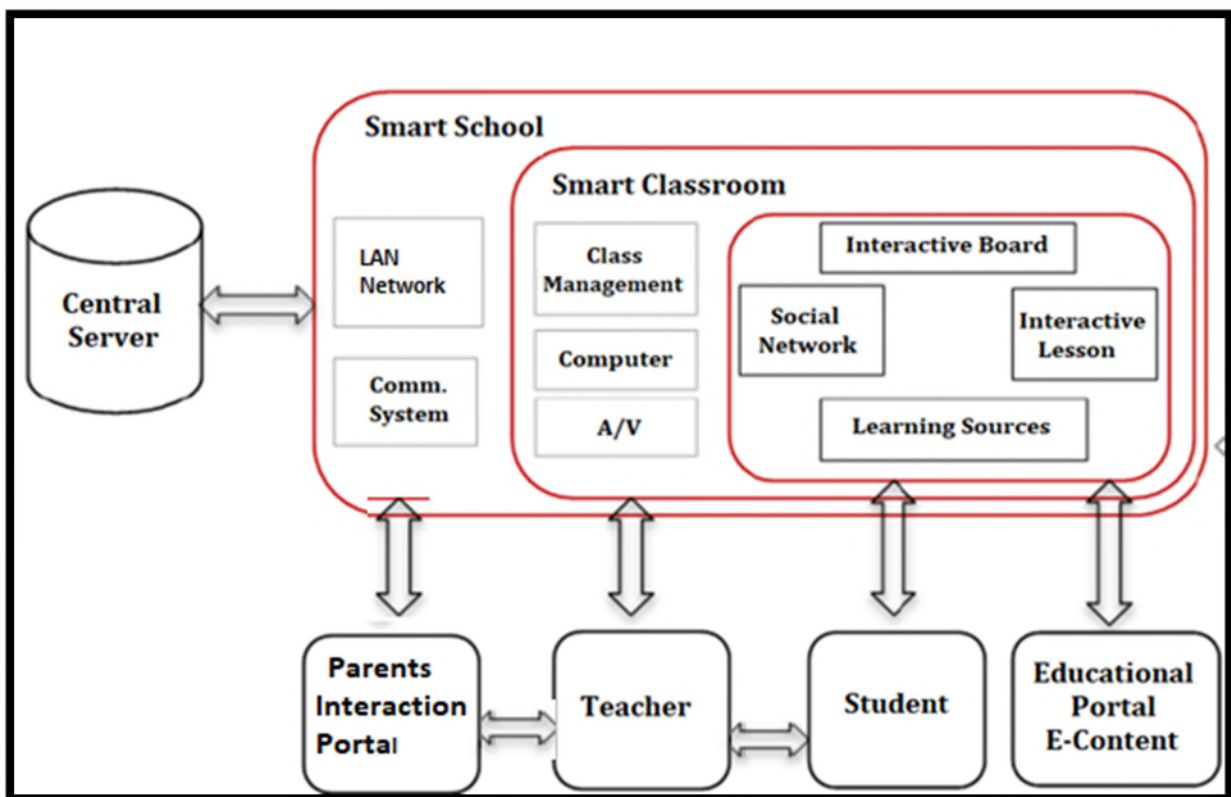 Smart School
Smart Classroom
Central
Server
LAN
Network
Comm.
System
Class
Management
Computer
A/V
Interactive Board
Social
Network
Interactive
Lesson
Learning Sources
Parents
Interaction
Portal
Teacher
Student
Educational
Portal
E-Content